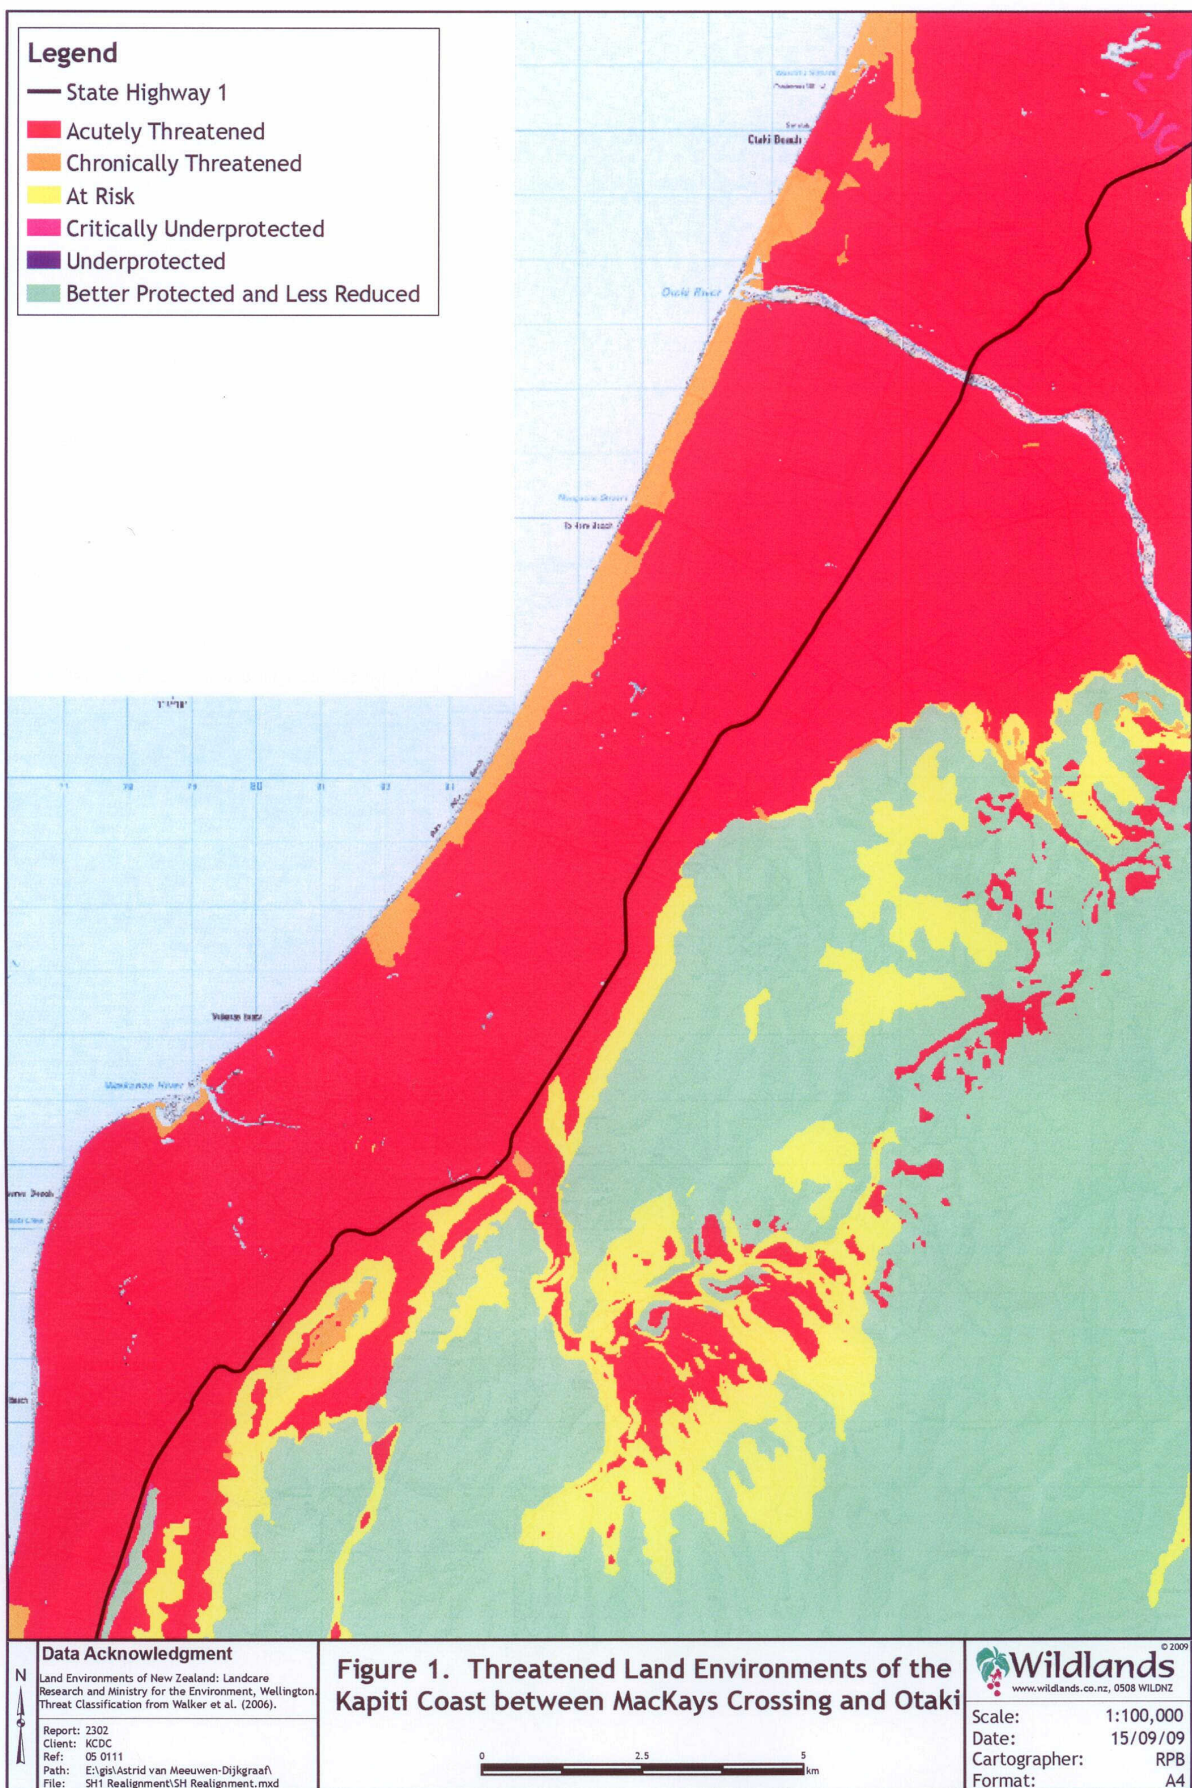 Legend
State Highway 1
Acutely Threatened
Chronically Threatened
At Risk
Critically Underprotected
Underprotected
Better Protected and Less Reduced
Otaki River
80
Waikanae River
Data Acknowledgment
Land Environments of New Zealand: Landcare
Research and Ministry for the Environment, Wellington.
Threat Classification from Walker et al. (2006).
N
Report: 2302
Client: KCDC
Ref: 05 0111
Path: E:\gis\Astrid van Meeuwen-Dijkgraaf\
File: SH1 Realignment\SH Realignment.mxd
Figure 1. Threatened Land Environments of the
Kapiti Coast between MacKays Crossing and Otaki
0 2.5 5
km
© 2009
Wildlands
www.wildlands.co.nz, 0508 WILDNZ
Scale: 1:100,000
Date: 15/09/09
Cartographer: RPB
Format: A4